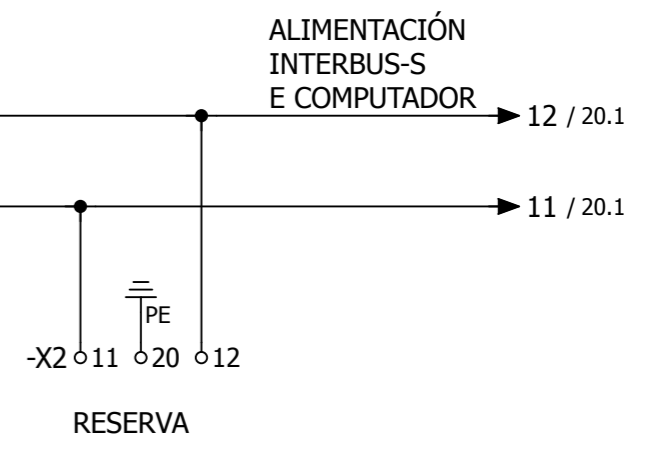 ALIMENTACIÓN
INTERBUS-S
E COMPUTADOR
12 / 20.1
11 / 20.1
PE
-X2 11 20 12
RESERVA